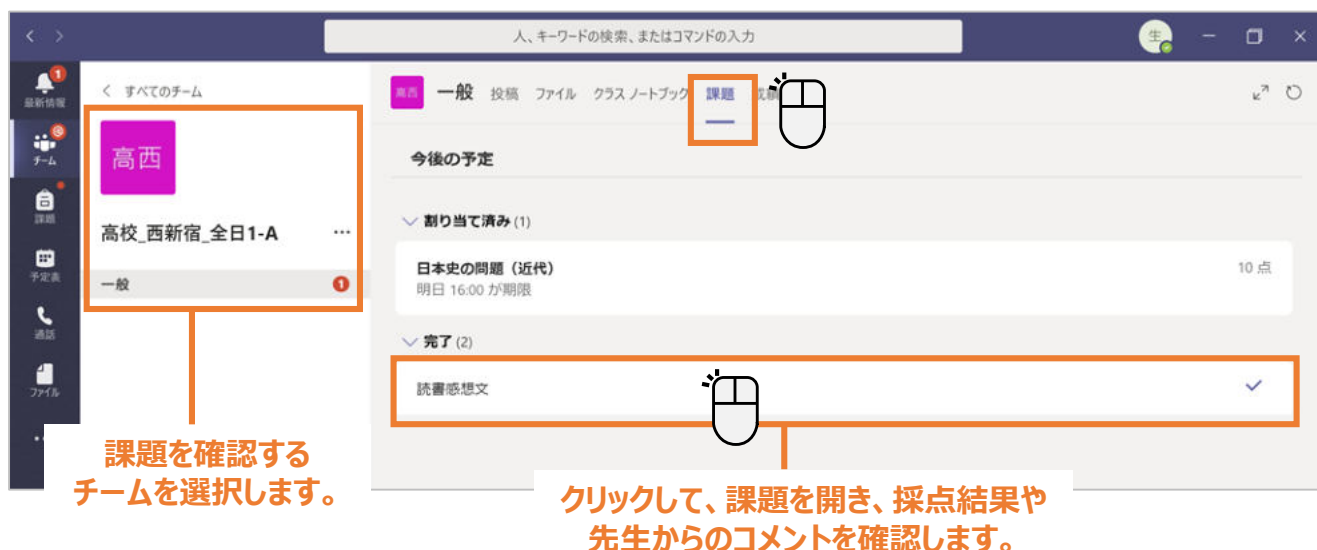 人、キーワードの検索、またはコマンドの入力
生
1
最新情報
チーム
課題
予定表
通話
ファイル
すべてのチーム
高西
高校_西新宿_全日1-A
一般
1
高西
一般 投稿 ファイル クラス ノートブック 課題
今後の予定
割り当て済み (1)
日本史の問題（近代）
10 点
明日 16:00 が期限
完了 (2)
読書感想文
課題を確認する
チームを選択します。
クリックして、課題を開き、採点結果や
先生からのコメントを確認します。